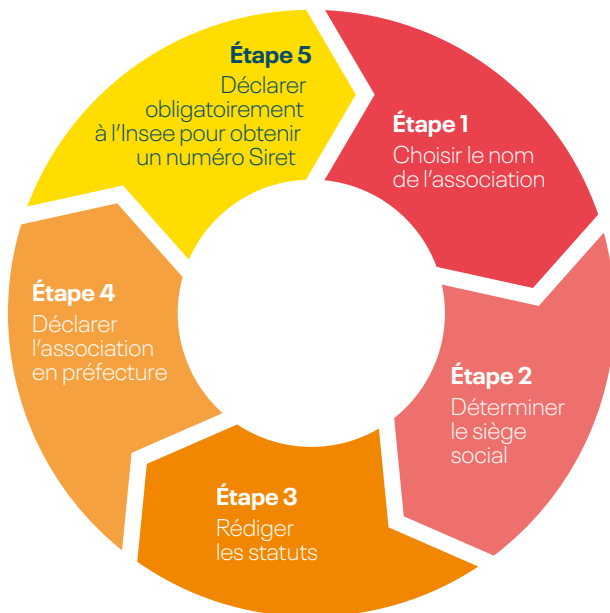 Étape 1
Choisir le nom
de l'association
Étape 2
Déterminer
le siège
social
Étape 3
Rédiger
les statuts
Étape 4
Déclarer
l'association
en préfecture
Étape 5
Déclarer
obligatoirement
à l'Insee pour obtenir
un numéro Siret